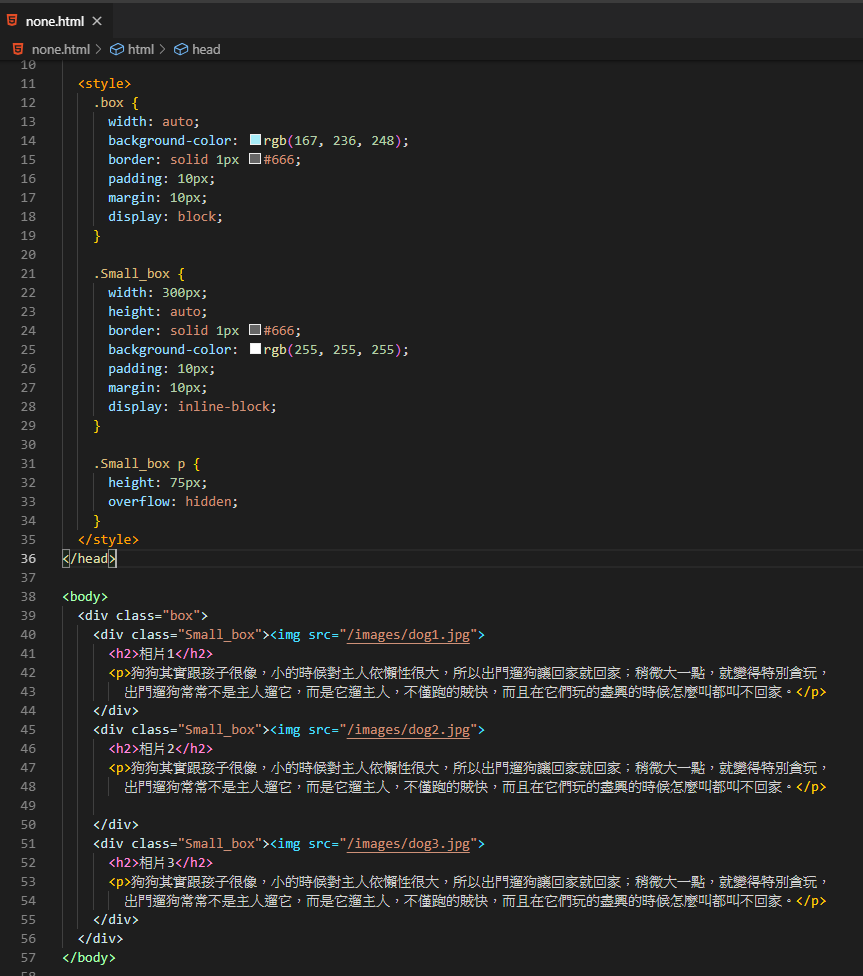 none.html
none.html > html > head
10
11 <style>
12 .box {
13 width: auto;
14 background-color: rgb(167, 236, 248);
15 border: solid 1px #666;
16 padding: 10px;
17 margin: 10px;
18 display: block;
19 }
20
21 .Small_box {
22 width: 300px;
23 height: auto;
24 border: solid 1px #666;
25 background-color: rgb(255, 255, 255);
26 padding: 10px;
27 margin: 10px;
28 display: inline-block;
29 }
30
31 .Small_box p {
32 height: 75px;
33 overflow: hidden;
34 }
35 </style>
36 </head>
37
38 <body>
39 <div class="box">
40 <div class="Small_box"><img src="/images/dog1.jpg">
41 <h2>相片1</h2>
42 <p>狗狗其實跟孩子很像，小的時候對主人依懶性很大，所以出門遛狗讓回家就回家；稍微大一點，就變得特別貪玩，
43 出門遛狗常常不是主人遛它，而是它遛主人，不僅跑的賊快，而且在它們玩的盡興的時候怎麼叫都叫不回家。</p>
44 </div>
45 <div class="Small_box"><img src="/images/dog2.jpg">
46 <h2>相片2</h2>
47 <p>狗狗其實跟孩子很像，小的時候對主人依懶性很大，所以出門遛狗讓回家就回家；稍微大一點，就變得特別貪玩，
48 出門遛狗常常不是主人遛它，而是它遛主人，不僅跑的賊快，而且在它們玩的盡興的時候怎麼叫都叫不回家。</p>
49
50 </div>
51 <div class="Small_box"><img src="/images/dog3.jpg">
52 <h2>相片3</h2>
53 <p>狗狗其實跟孩子很像，小的時候對主人依懶性很大，所以出門遛狗讓回家就回家；稍微大一點，就變得特別貪玩，
54 出門遛狗常常不是主人遛它，而是它遛主人，不僅跑的賊快，而且在它們玩的盡興的時候怎麼叫都叫不回家。</p>
55 </div>
56 </div>
57 </body>
58